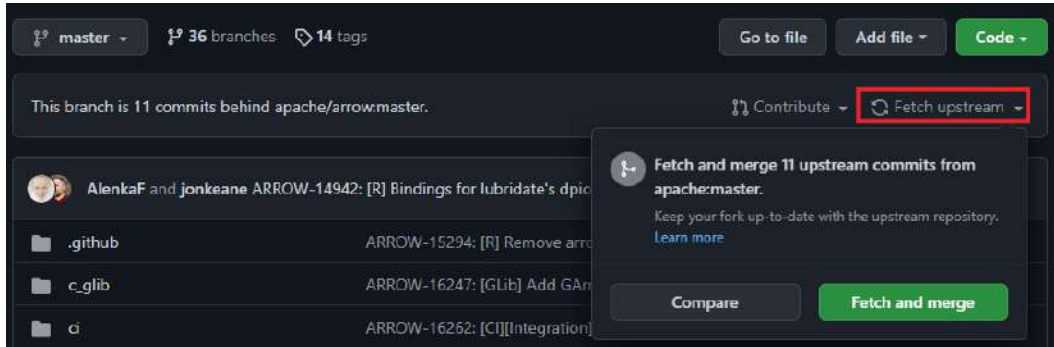 master
36 branches
14 tags
Go to file
Add file
Code
This branch is 11 commits behind apache/arrow:master.
Contribute
Fetch upstream
Fetch and merge 11 upstream commits from
apache:master.
Keep your fork up-to-date with the upstream repository.
Learn more
Compare
Fetch and merge
AlenkaF and jonkeane ARROW-14942: [R] Bindings for lubridate's dpic
.github
ARROW-15294: [R] Remove arro
c_glib
ARROW-16247: [GLib] Add GArr
ci
ARROW-16262: [CI][Integration]